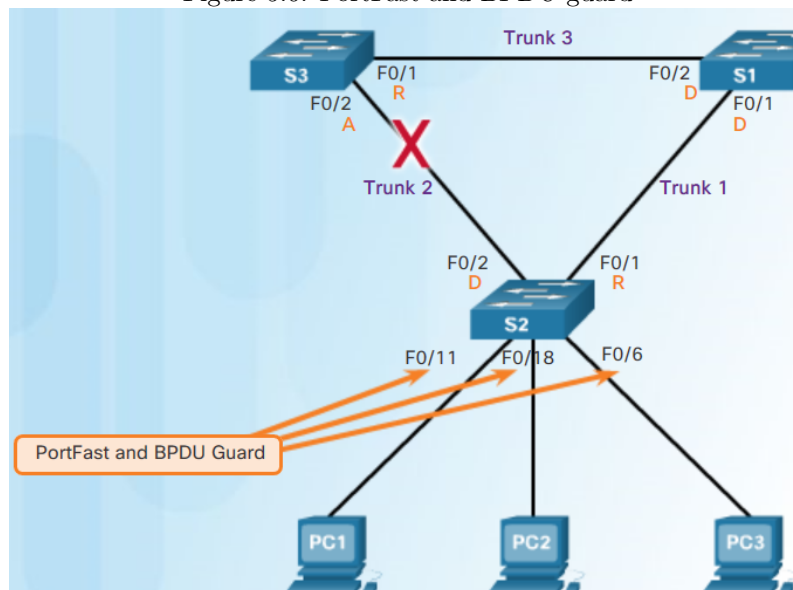 Trunk 3
S3
F0/1
R
F0/2
D
S1
F0/2
A
F0/1
D
Trunk 2
Trunk 1
F0/2
D
F0/1
R
S2
F0/11
F0/18
F0/6
PortFast and BPDU Guard
PC1
PC2
PC3